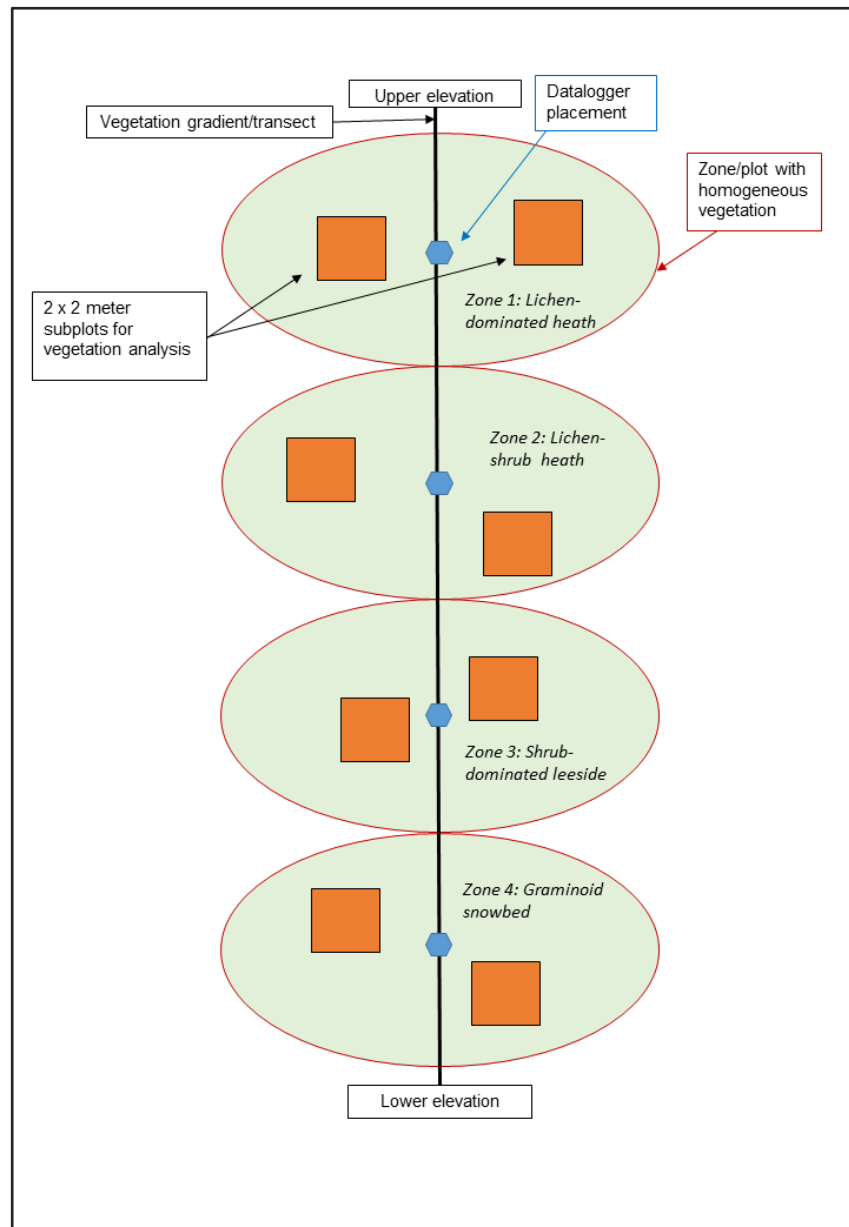 Upper elevation
Datalogger
placement
Vegetation gradient/transect
Zone/plot with
homogeneous
vegetation
2 x 2 meter
subplots for
vegetation analysis
Zone 1: Lichen-
dominated heath
Zone 2: Lichen-
shrub heath
Zone 3: Shrub-
dominated leeside
Zone 4: Graminoid
snowbed
Lower elevation